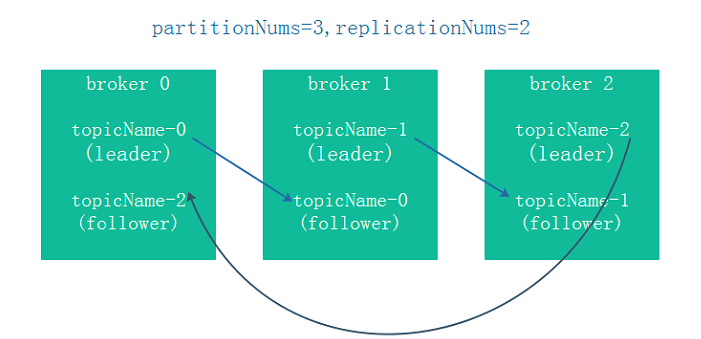 partitionNums=3,replicationNums=2
broker 0
topicName-0
(leader)
topicName-2
(follower)
broker 1
topicName-1
(leader)
topicName-0
(follower)
broker 2
topicName-2
(leader)
topicName-1
(follower)